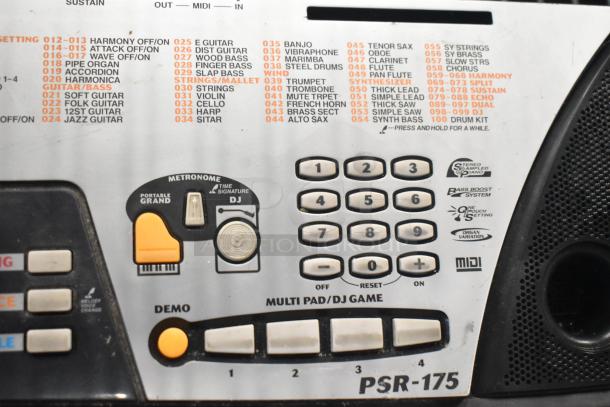 SUSTAIN OUT — MIDI — IN
SETTING 012-013 HARMONY OFF/ON 025 E GUITAR 035 BANJO 045 TENOR SAX 055 SY STRINGS
014-015 ATTACK OFF/ON 026 DIST GUITAR 036 VIBRAPHONE 046 OBOE 056 SY BRASS
016-017 WAVE OFF/ON 027 WOOD BASS 037 MARIMBA 047 CLARINET 057 SLOW STRS
018 PIPE ORGAN 028 FINGER BASS 038 STEEL DRUMS 048 FLUTE 058 CHORUS
019 ACCORDION 029 SLAP BASS WIND 049 PAN FLUTE 059-068 HARMONY
1-4 020 HARMONICA STRINGS/MALLET 039 TRUMPET SYNTHESIZER 069-073 SPLIT
GUITAR/BASS 030 STRINGS 040 TROMBONE 050 THICK LEAD 074-078 SUSTAIN
021 SOFT GUITAR 031 VIOLIN 041 MUTE TRPET 051 SIMPLE LEAD 079-088 ECHO
022 FOLK GUITAR 032 CELLO 042 FRENCH HORN 052 THICK SAW 089-097 DUAL
023 12ST GUITAR 033 HARP 043 BRASS SECT 053 SIMPLE SAW 098-099 DJ
OFF/ON 024 JAZZ GUITAR 034 SITAR 044 ALTO SAX 054 SYNTH BASS 100 DRUM KIT
—PRESS AND HOLD FOR A WHILE.
METRONOME
TIME
SIGNATURE
PORTABLE
GRAND
DJ
1 2 3
4 5 6
7 8 9
− 0 +
OFF RESET ON
STEREO
SAMPLED
PIANO
BASS BOOST
SYSTEM
ONE
TOUCH
SETTING
ORGAN
VARIATION
MIDI
MELODY
VOICE
CHANGE
DEMO
MULTI PAD/DJ GAME
1 2 3 4
PSR-175